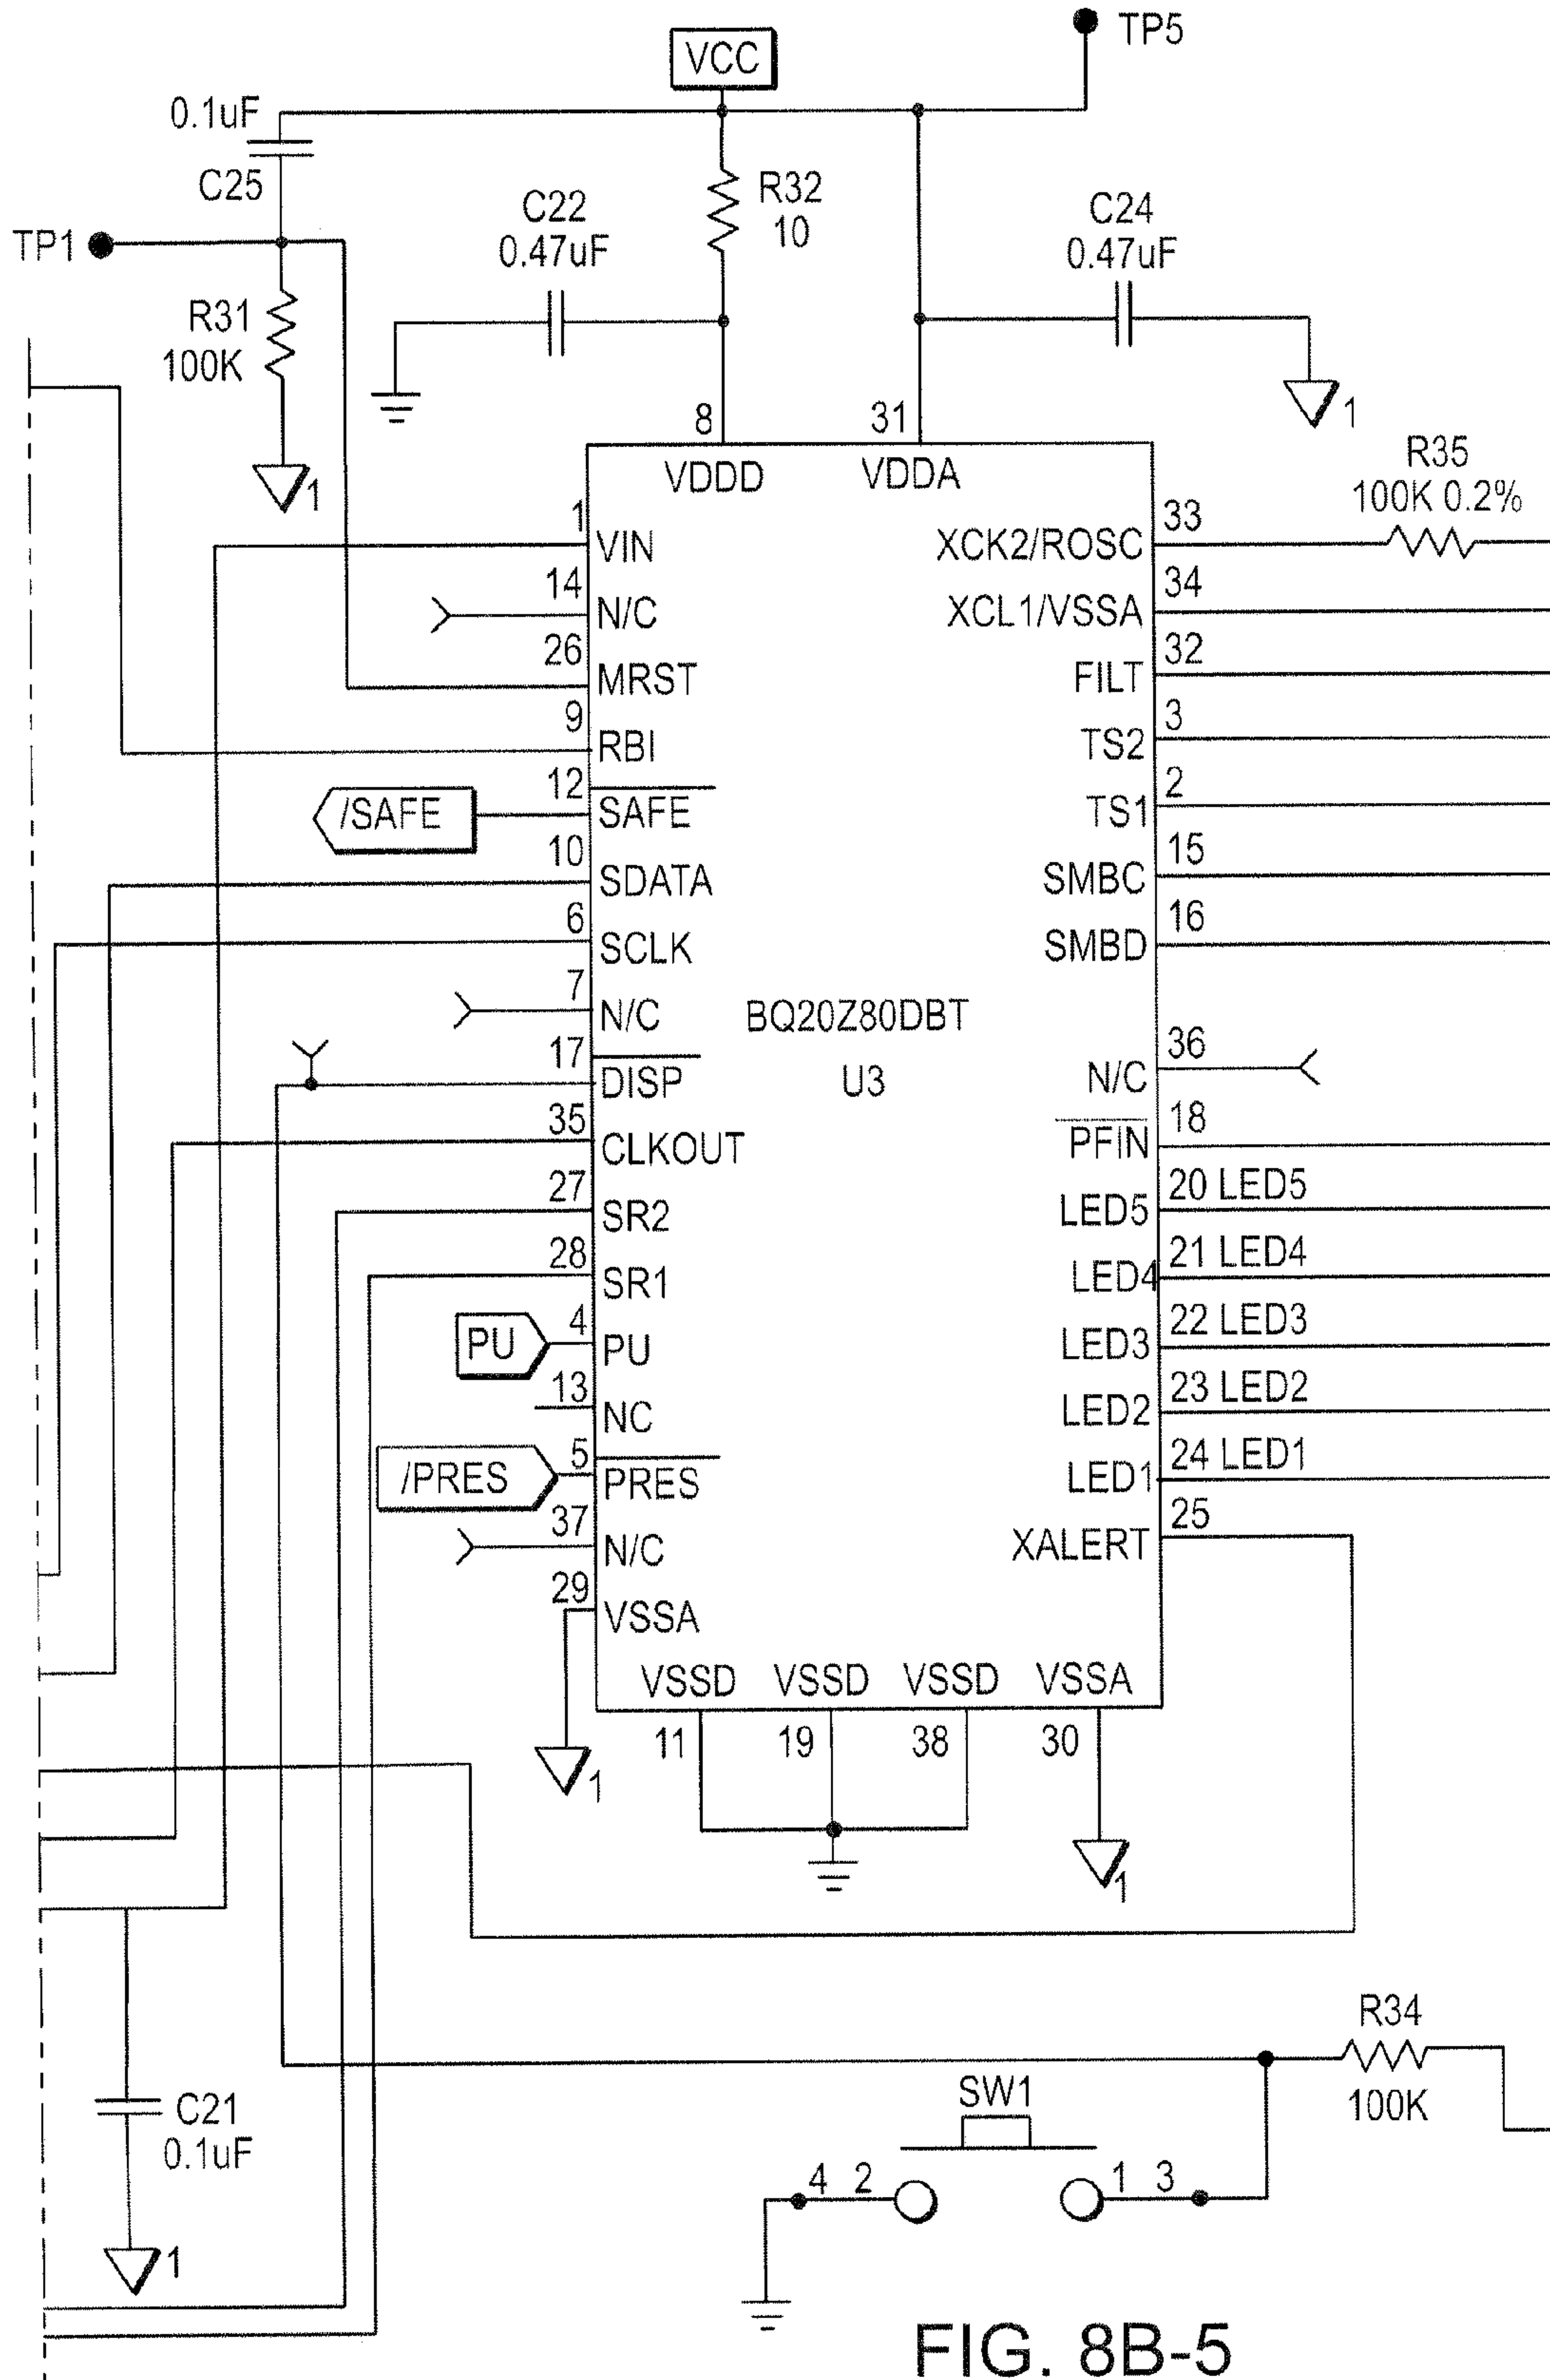 TP5
VCC
0.1uF
C25
TP1
R32
10
C22
0.47uF
C24
0.47uF
R31
100K
1
1
8
31
VDDD
VDDA
R35
100K 0.2%
1
VIN
14
N/C
26
MRST
9
RBI
12
/SAFE
SAFE
10
SDATA
6
SCLK
7
N/C
17
DISP
35
CLKOUT
27
SR2
28
SR1
4
PU
PU
13
NC
5
/PRES
PRES
37
N/C
29
VSSA
1
BQ20Z80DBT
U3
33
XCK2/ROSC
34
XCL1/VSSA
32
FILT
3
TS2
2
TS1
15
SMBC
16
SMBD
36
N/C
18
PFIN
20 LED5
LED5
21 LED4
LED4
22 LED3
LED3
23 LED2
LED2
24 LED1
LED1
25
XALERT
VSSD VSSD VSSD VSSA
11 19 38 30
1
R34
100K
SW1
4 2 1 3
C21
0.1uF
1
FIG. 8B-5